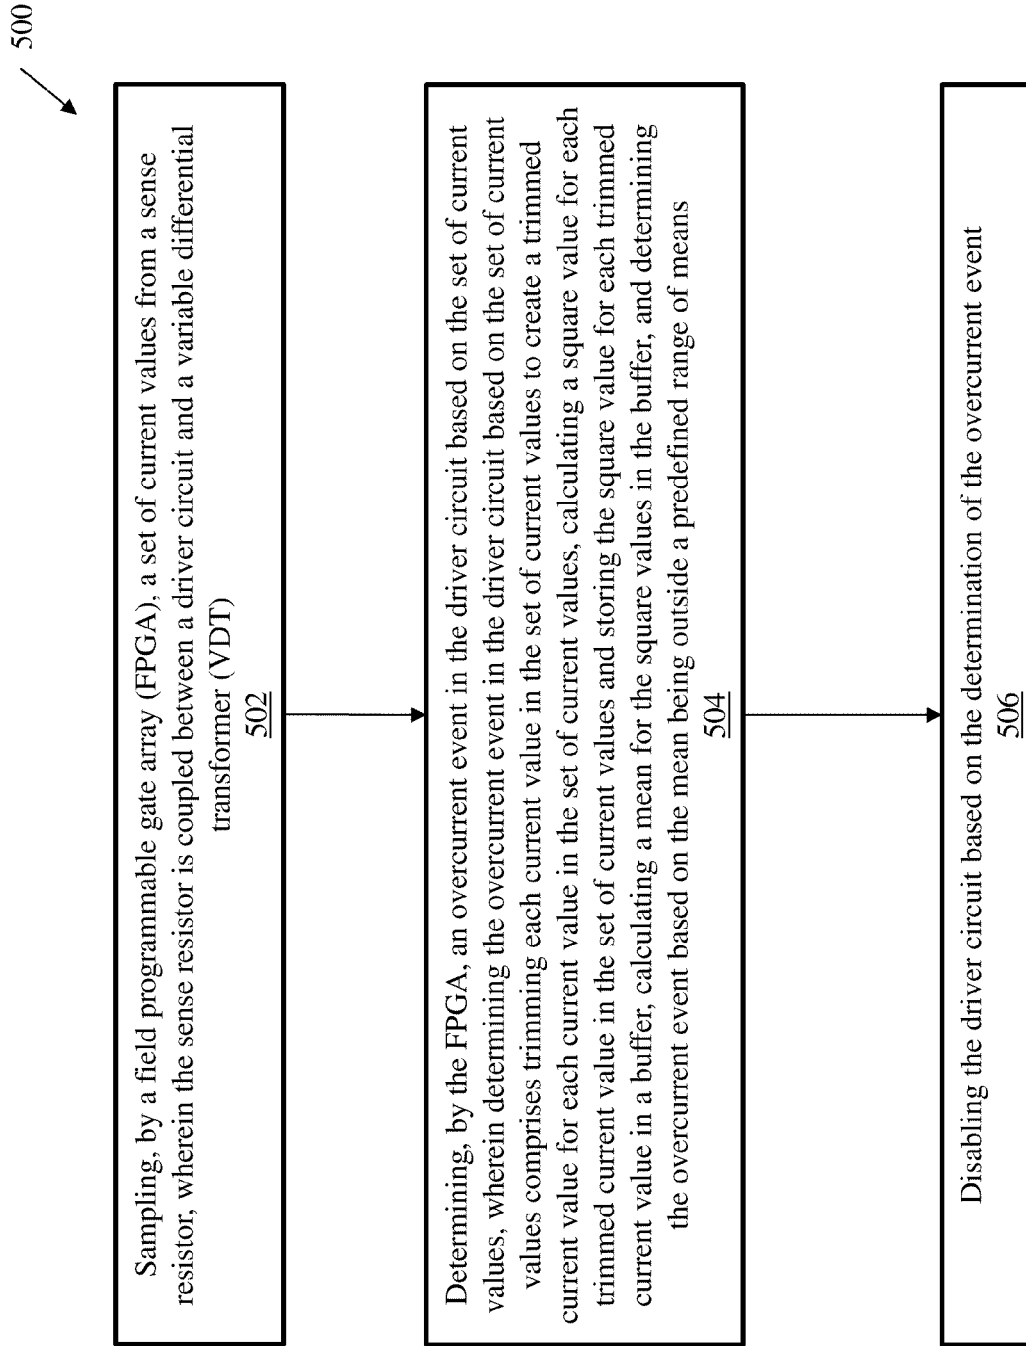 500
Sampling, by a field programmable gate array (FPGA), a set of current values from a sense
resistor, wherein the sense resistor is coupled between a driver circuit and a variable differential
transformer (VDT)
502
Determining, by the FPGA, an overcurrent event in the driver circuit based on the set of current
values, wherein determining the overcurrent event in the driver circuit based on the set of current
values comprises trimming each current value in the set of current values to create a trimmed
current value for each current value in the set of current values, calculating a square value for each
trimmed current value in the set of current values and storing the square value for each trimmed
current value in a buffer, calculating a mean for the square values in the buffer, and determining
the overcurrent event based on the mean being outside a predefined range of means
504
Disabling the driver circuit based on the determination of the overcurrent event
506